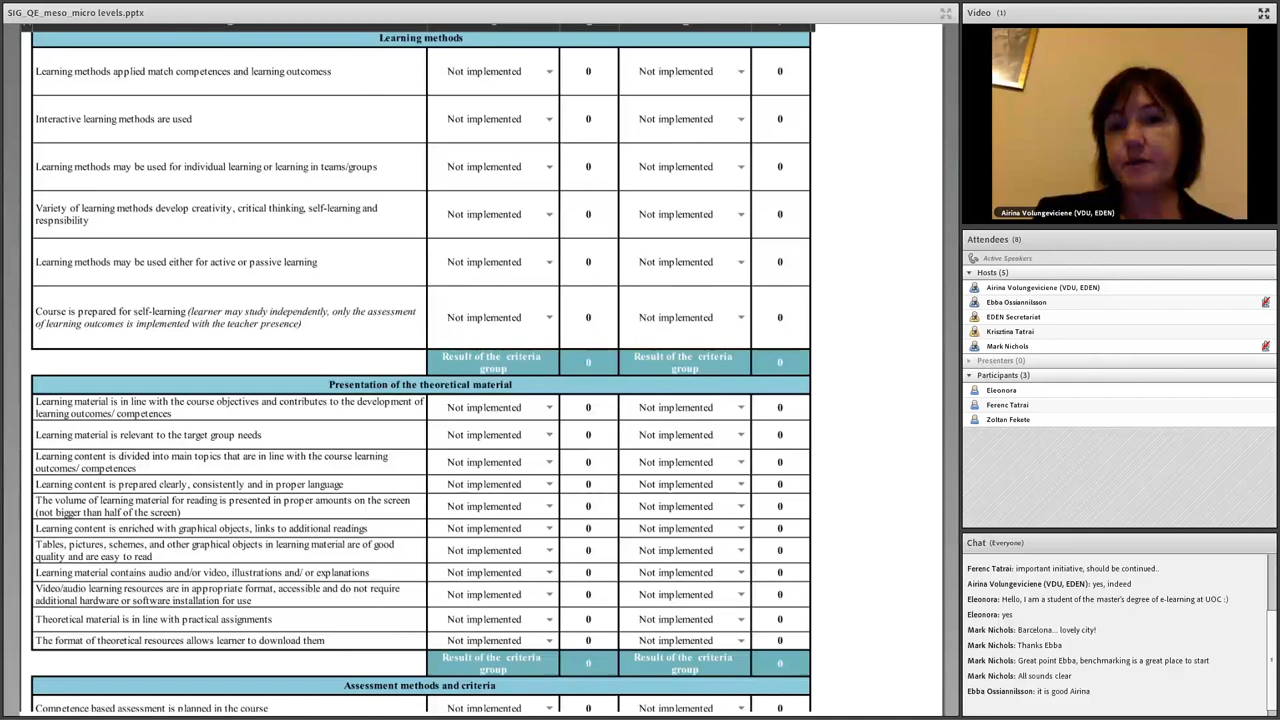 SIG_QE_meso_micro levels.pptx
Learning methods
Learning methods applied match competences and learning outcomess
Not implemented 0 Not implemented 0
Interactive learning methods are used
Not implemented 0 Not implemented 0
Learning methods may be used for individual learning or learning in teams/groups
Not implemented 0 Not implemented 0
Variety of learning methods develop creativity, critical thinking, self-learning and
respnsibility
Not implemented 0 Not implemented 0
Learning methods may be used either for active or passive learning
Not implemented 0 Not implemented 0
Course is prepared for self-learning (learner may study independently, only the assessment
of learning outcomes is implemented with the teacher presence)
Not implemented 0 Not implemented 0
Result of the criteria
group
0
Result of the criteria
group
0
Presentation of the theoretical material
Learning material is in line with the course objectives and contributes to the development of
learning outcomes/ competences
Not implemented 0 Not implemented 0
Learning material is relevant to the target group needs
Not implemented 0 Not implemented 0
Learning content is divided into main topics that are in line with the course learning
outcomes/ competences
Not implemented 0 Not implemented 0
Learning content is prepared clearly, consistently and in proper language
Not implemented 0 Not implemented 0
The volume of learning material for reading is presented in proper amounts on the screen
(not bigger than half of the screen)
Not implemented 0 Not implemented 0
Learning content is enriched with graphical objects, links to additional readings
Not implemented 0 Not implemented 0
Tables, pictures, schemes, and other graphical objects in learning material are of good
quality and are easy to read
Not implemented 0 Not implemented 0
Learning material contains audio and/or video, illustrations and/ or explanations
Not implemented 0 Not implemented 0
Video/audio learning resources are in appropriate format, accessible and do not require
additional hardware or software installation for use
Not implemented 0 Not implemented 0
Theoretical material is in line with practical assignments
Not implemented 0 Not implemented 0
The format of theoretical resources allows learner to download them
Not implemented 0 Not implemented 0
Result of the criteria
group
0
Result of the criteria
group
0
Assessment methods and criteria
Competence based assessment is planned in the course
Not implemented 0 Not implemented 0
Video (1)
Airina Volungeviciene (VDU, EDEN)
Attendees (8)
Active Speakers
Hosts (5)
Airina Volungeviciene (VDU, EDEN)
Ebba Ossiannilsson
EDEN Secretariat
Krisztina Tatrai
Mark Nichols
Presenters (0)
Participants (3)
Eleonora
Ferenc Tatrai
Zoltan Fekete
Chat (Everyone)
Ferenc Tatrai: important initiative, should be continued..
Airina Volungeviciene (VDU, EDEN): yes, indeed
Eleonora: Hello, I am a student of the master's degree of e-learning at UOC :)
Eleonora: yes
Mark Nichols: Barcelona... lovely city!
Mark Nichols: Thanks Ebba
Mark Nichols: Great point Ebba, benchmarking is a great place to start
Mark Nichols: All sounds clear
Ebba Ossiannilsson: it is good Airina